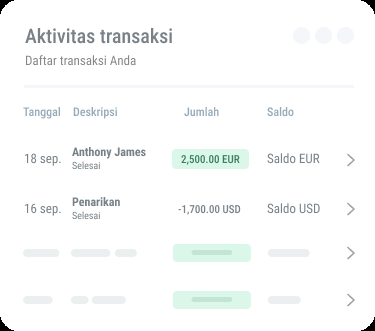 Aktivitas transaksi
Daftar transaksi Anda
Tanggal Deskripsi Jumlah Saldo
18 sep. Anthony James 2,500.00 EUR Saldo EUR
Selesai
16 sep. Penarikan -1,700.00 USD Saldo USD
Selesai